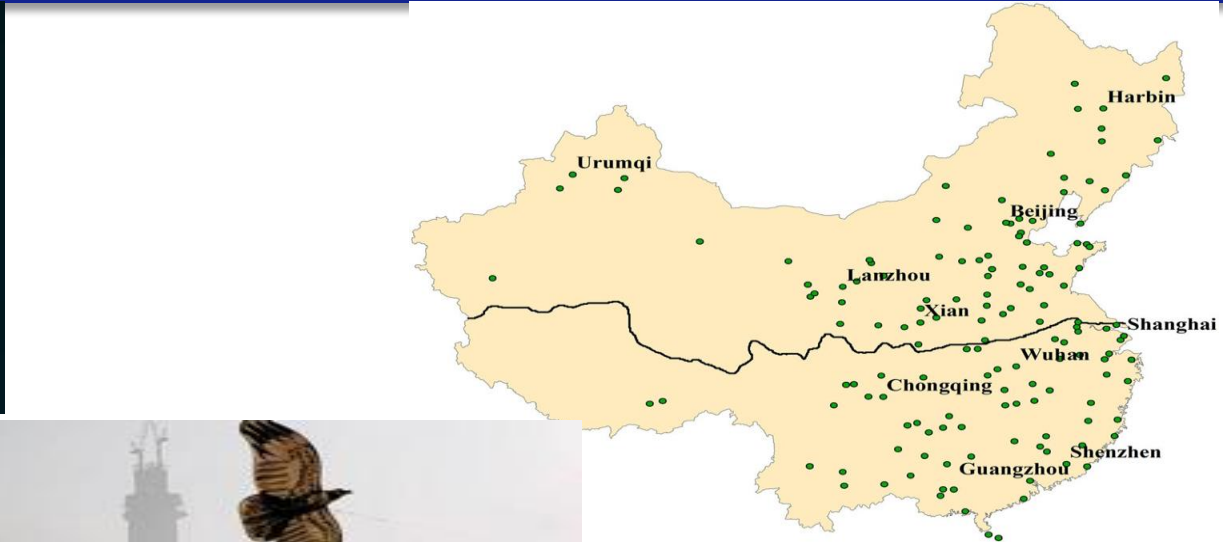 Harbin
Urumqi
Beijing
Lanzhou
Xian
Shanghai
Wuhan
Chongqing
Shenzhen
Guangzhou